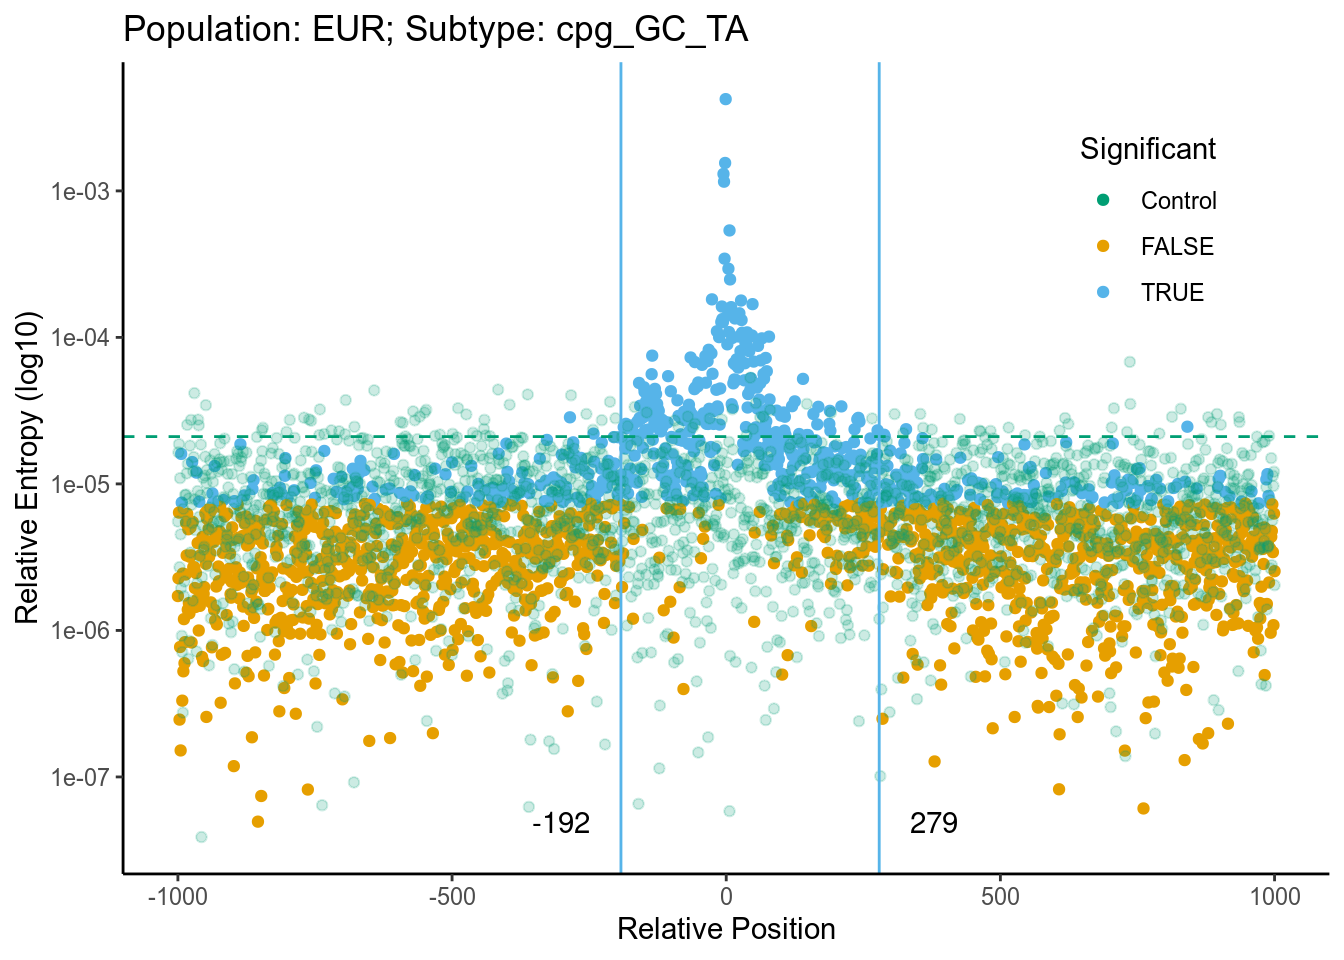 Population: EUR; Subtype: cpg_GC_TA
Relative Entropy (log10)
1e-03
1e-04
1e-05
1e-06
1e-07
Significant
Control
FALSE
TRUE
-192
279
-1000
-500
0
500
1000
Relative Position